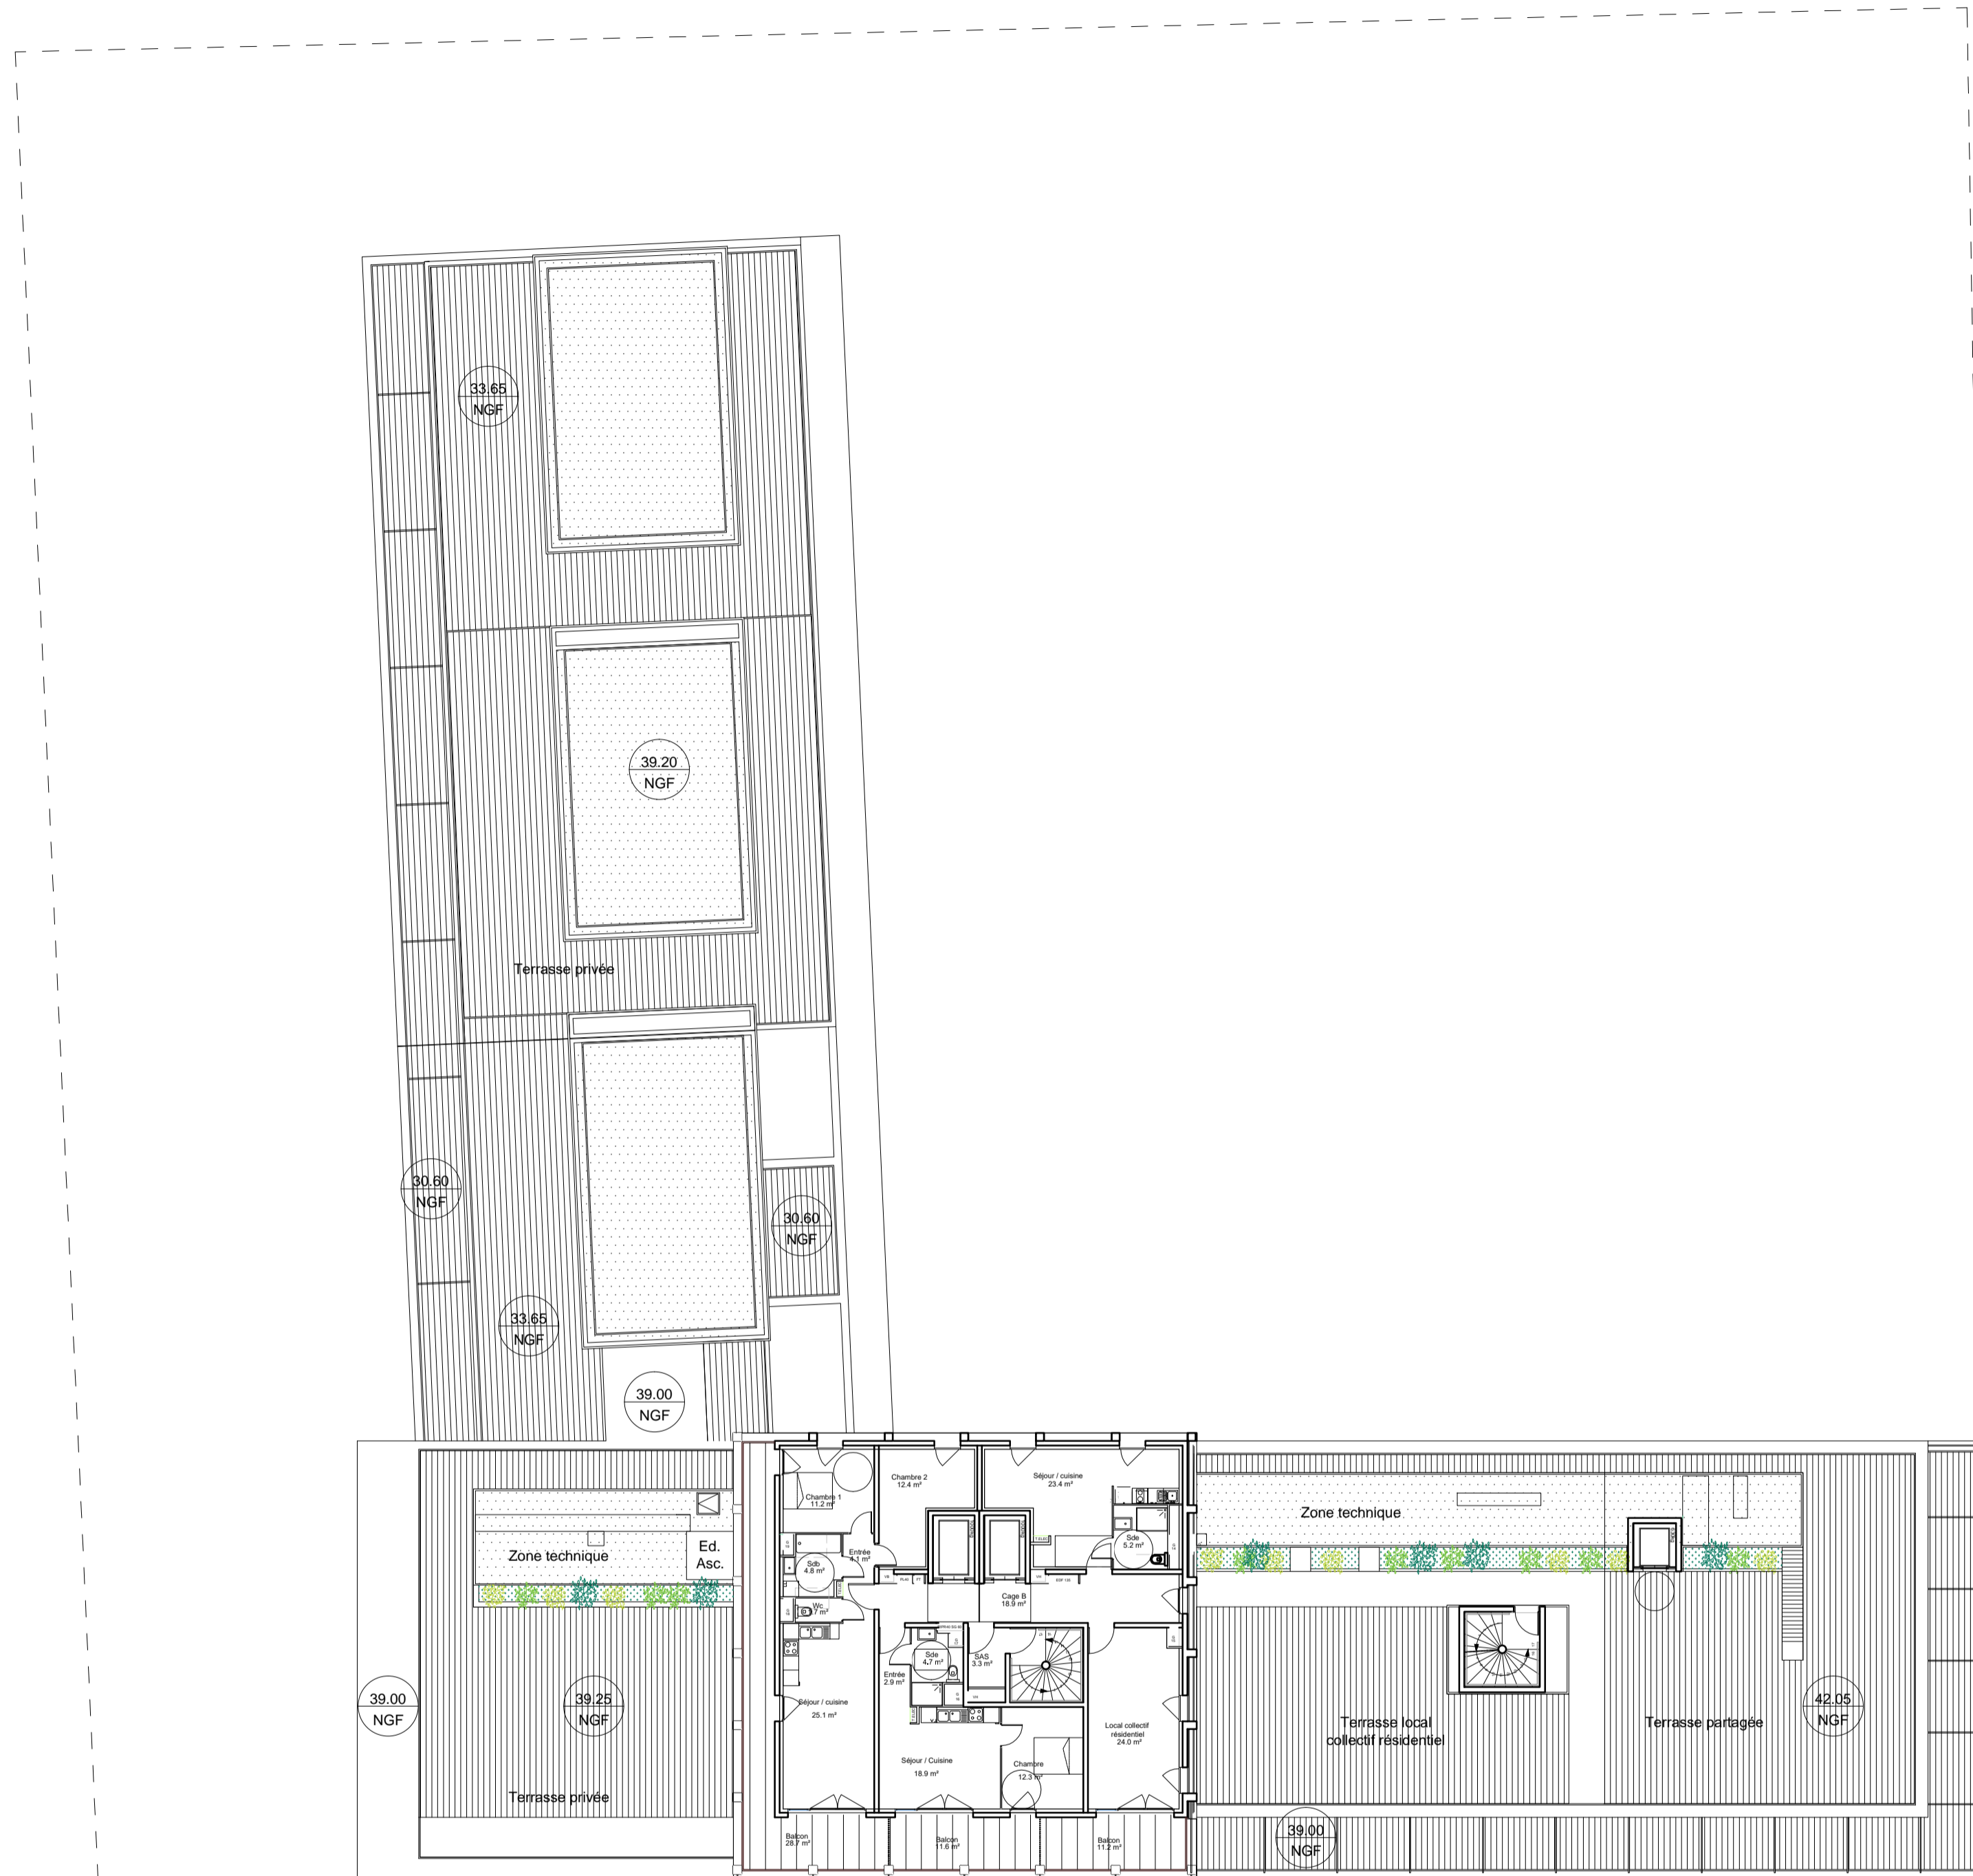 33.65
NGF
39.20
NGF
Terrasse privée
30.60
NGF
30.60
NGF
33.65
NGF
39.00
NGF
Chambre 1
11.2 m²
Chambre 2
12.4 m²
Séjour / cuisine
23.4 m²
Zone technique
Ed.
Asc.
Zone technique
Entrée
4.1 m²
Sdb
4.8 m²
Sde
5.2 m²
Wc
Cage B
18.9 m²
Sde
4.7 m²
SAS
3.3 m²
Entrée
2.9 m²
39.00
NGF
39.25
NGF
Séjour / cuisine
25.1 m²
Local collectif
résidentiel
24.0 m²
Terrasse local
collectif résidentiel
Terrasse partagée
42.05
NGF
Séjour / Cuisine
18.9 m²
Chambre
12.3 m²
Terrasse privée
Balcon
28.7 m²
Balcon
11.6 m²
Balcon
11.2 m²
39.00
NGF